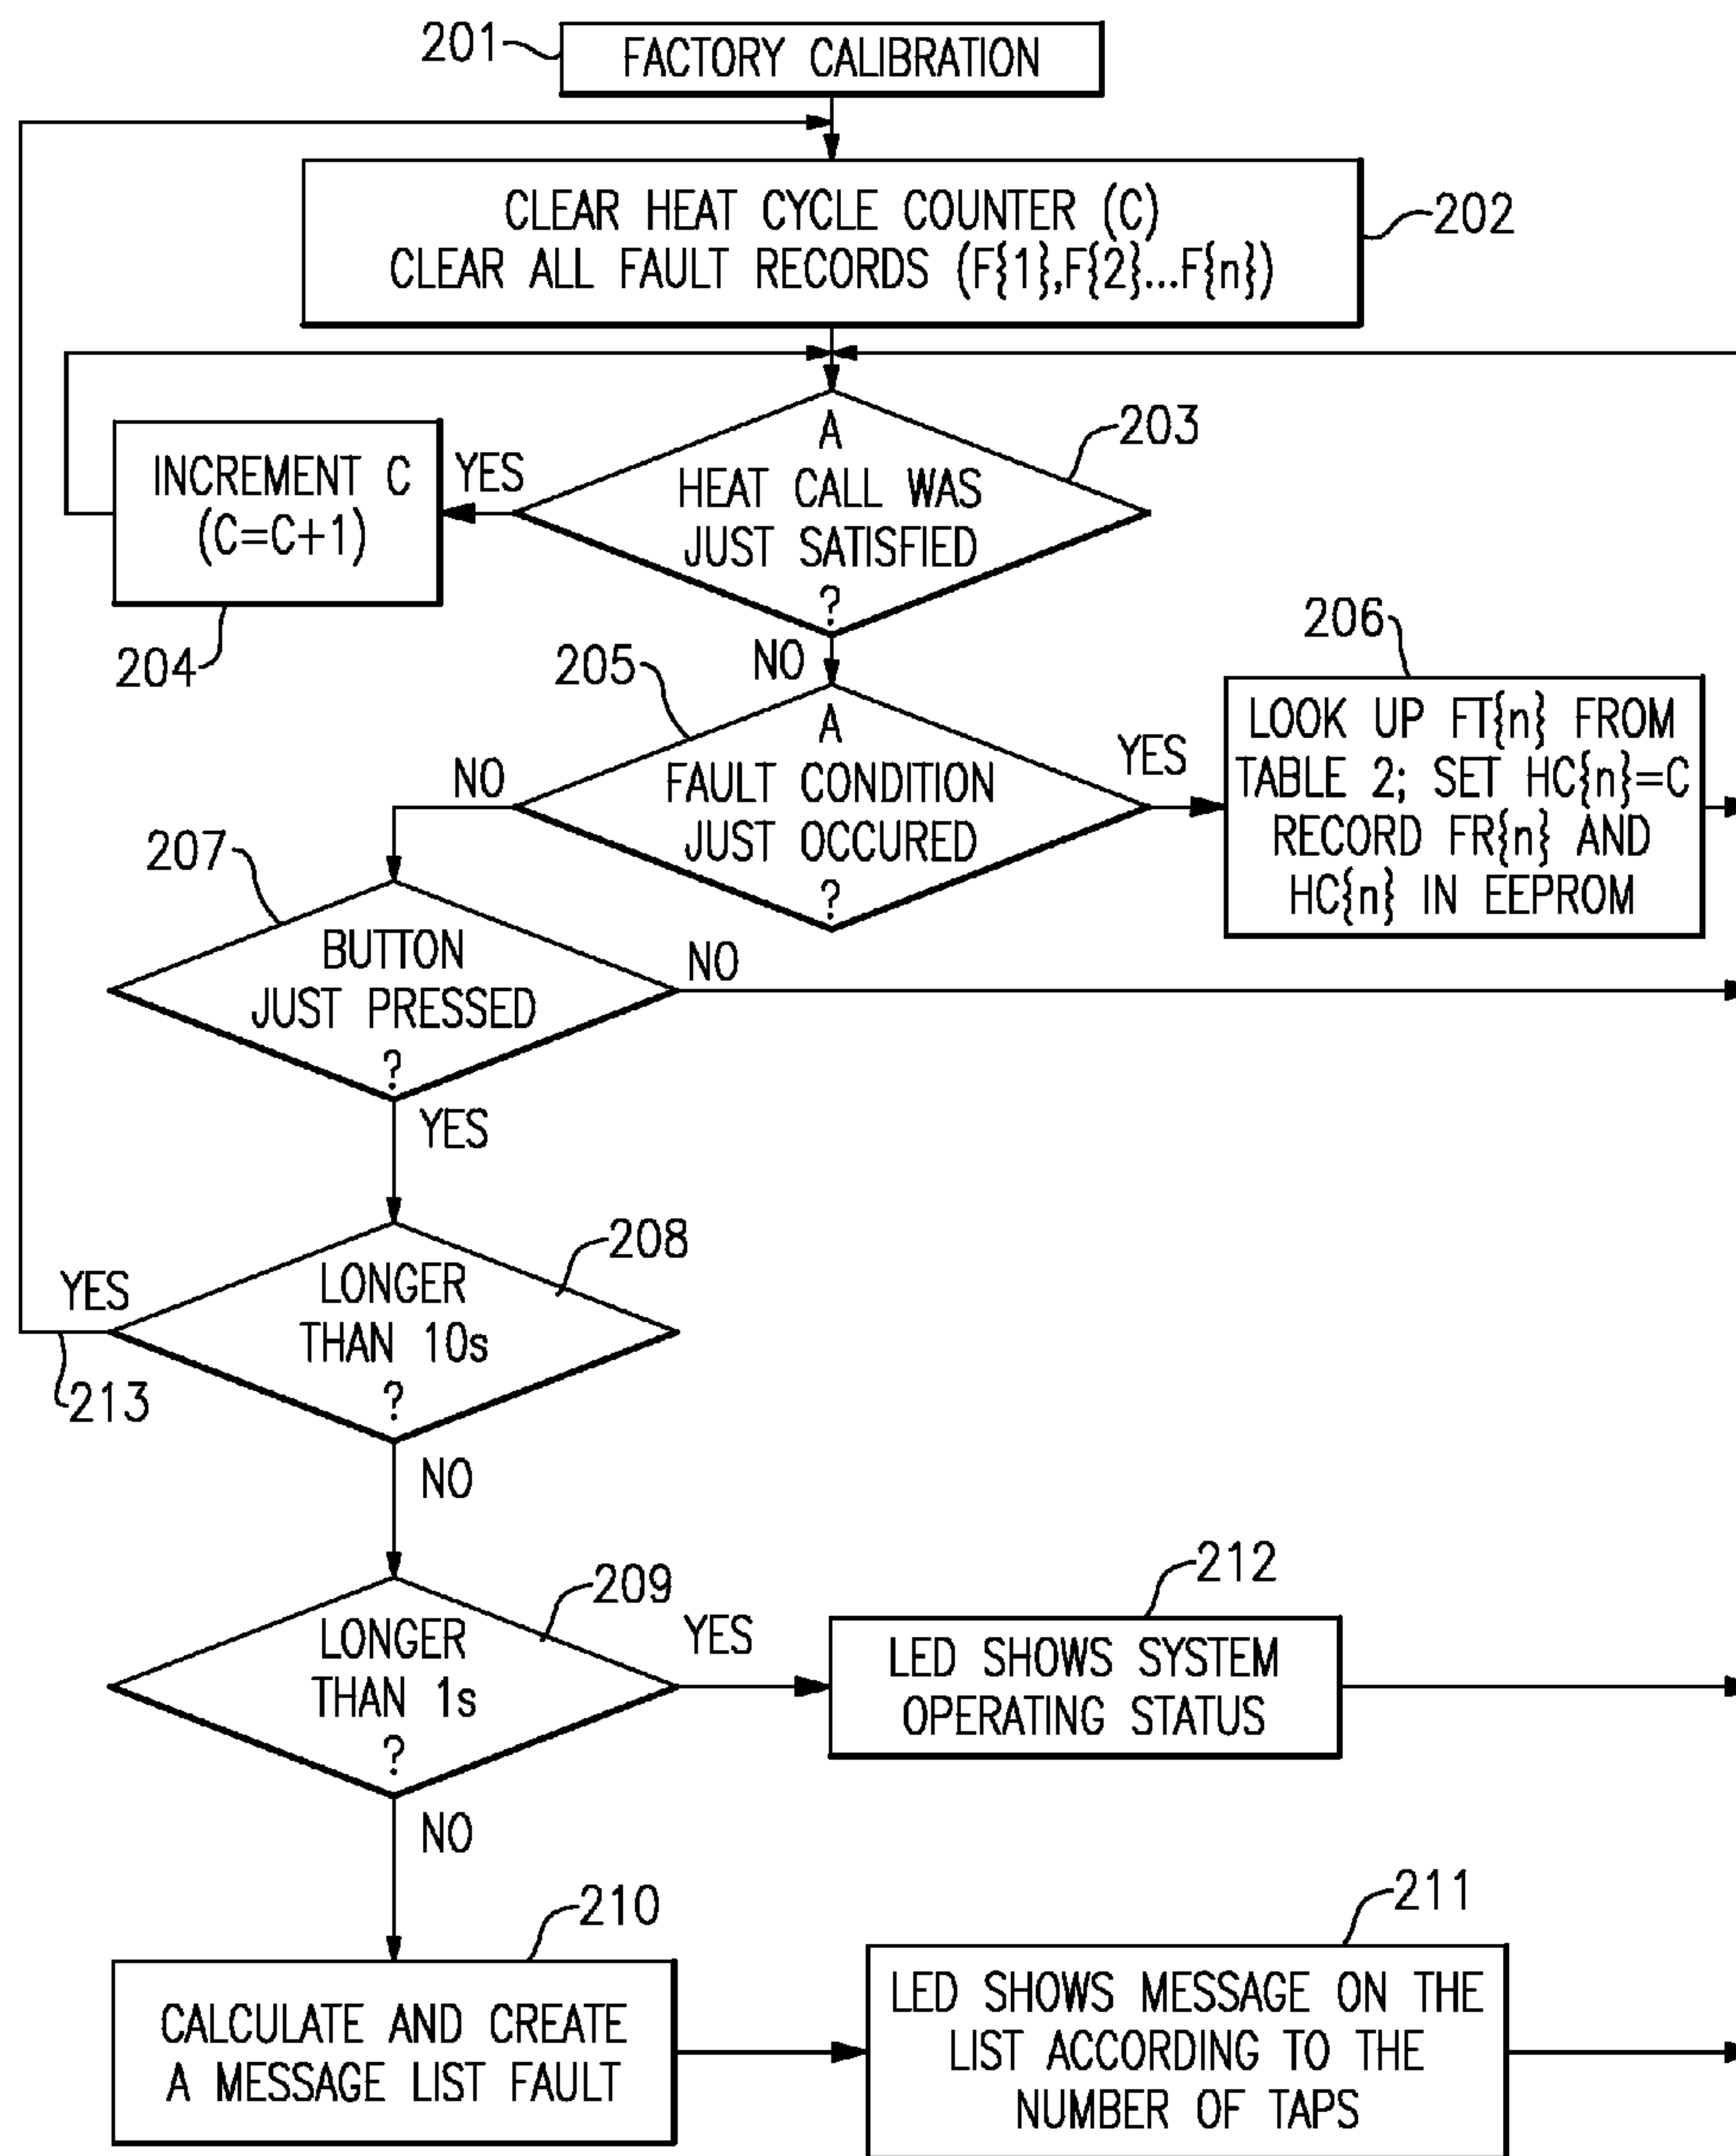 201
FACTORY CALIBRATION
CLEAR HEAT CYCLE COUNTER (C)
CLEAR ALL FAULT RECORDS (F{1},F{2}...F{n})
202
A
HEAT CALL WAS
JUST SATISFIED
?
203
YES
INCREMENT C
(C=C+1)
204
NO
205
A
FAULT CONDITION
JUST OCCURED
?
YES
206
LOOK UP FT{n} FROM
TABLE 2; SET HC{n}=C
RECORD FR{n} AND
HC{n} IN EEPROM
NO
207
BUTTON
JUST PRESSED
?
NO
YES
208
LONGER
THAN 10s
?
YES
213
NO
209
LONGER
THAN 1s
?
YES
212
LED SHOWS SYSTEM
OPERATING STATUS
NO
210
CALCULATE AND CREATE
A MESSAGE LIST FAULT
211
LED SHOWS MESSAGE ON THE
LIST ACCORDING TO THE
NUMBER OF TAPS